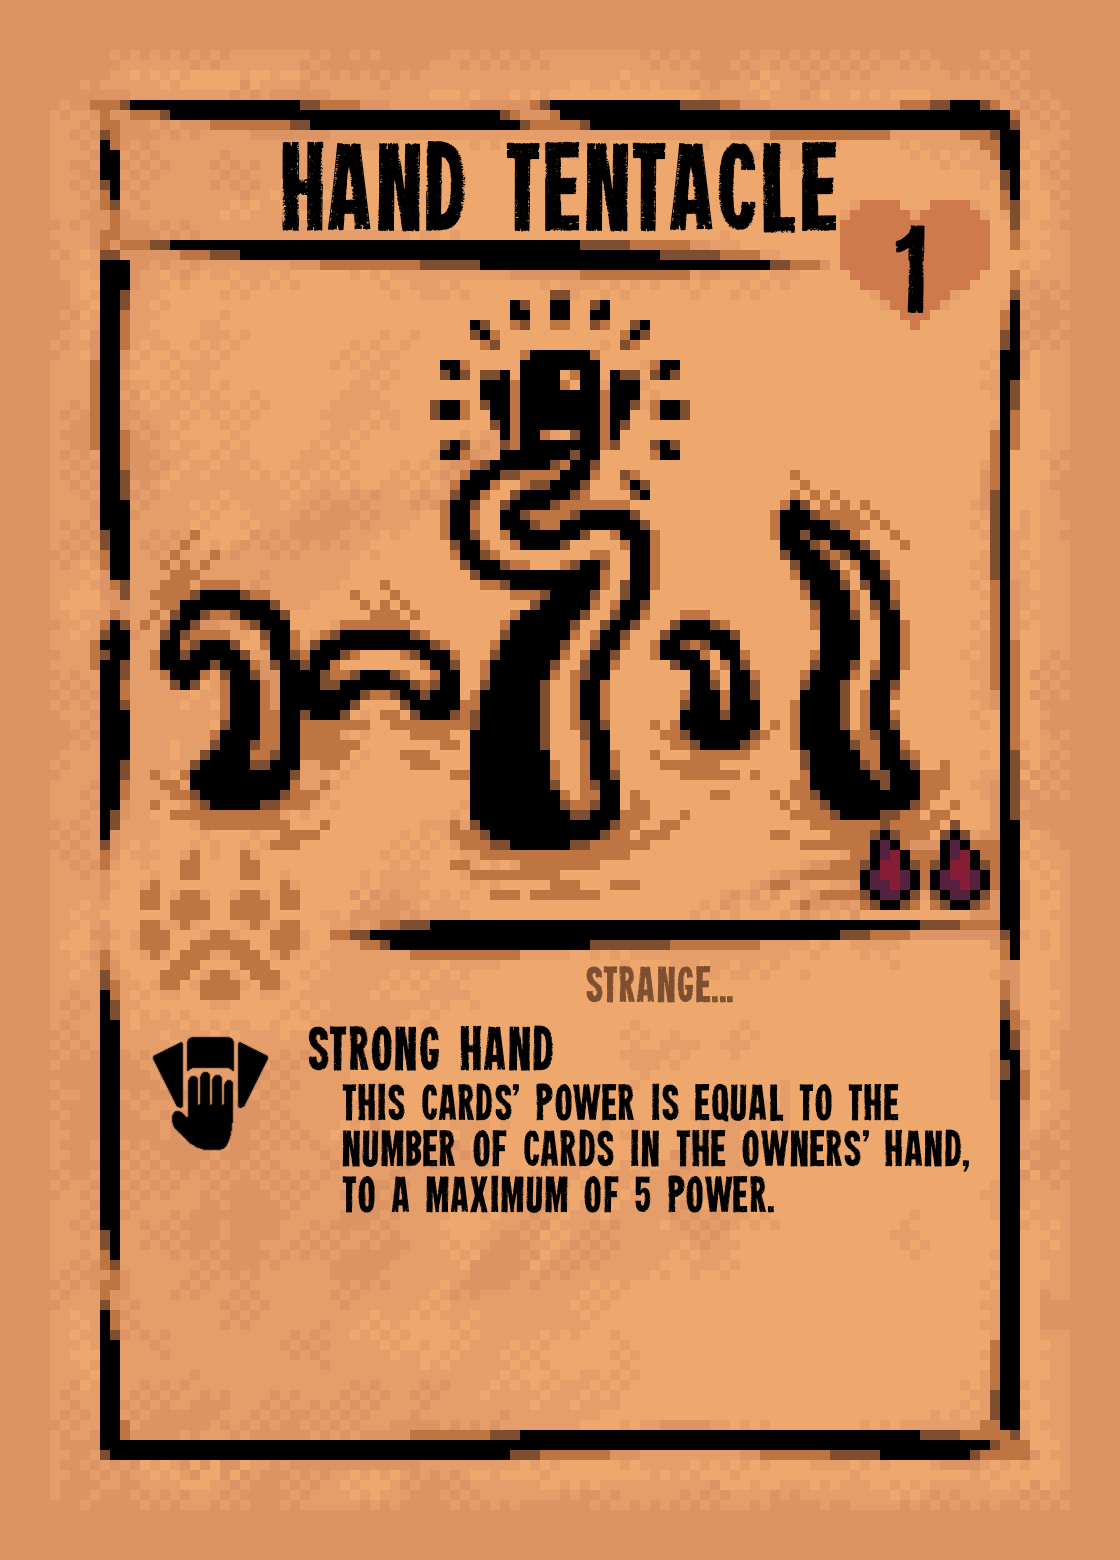 HAND TENTACLE
1
STRANGE...
STRONG HAND
THIS CARDS' POWER IS EQUAL TO THE
NUMBER OF CARDS IN THE OWNERS' HAND,
TO A MAXIMUM OF 5 POWER.